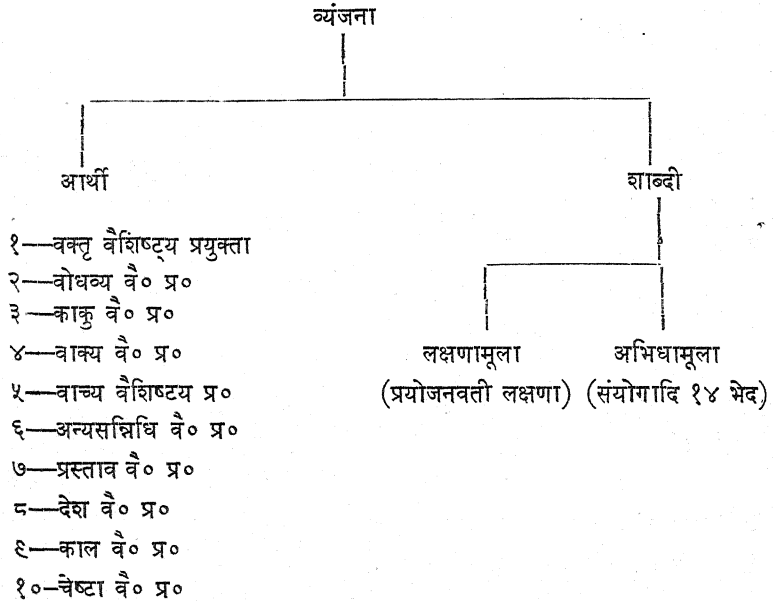 व्यंजना
आर्थी
शाब्दी
१—वक्तृ वैशिष्ट्य प्रयुक्ता
२—वोधव्य वै० प्र०
३—काकु वै० प्र०
४—वाक्य वै० प्र०
५—वाच्य वैशिष्टय प्र०
६—अन्यसन्निधि वै० प्र०
७—प्रस्ताव वै० प्र०
८—देश वै० प्र०
९—काल वै० प्र०
१०-चेष्टा वै० प्र०
लक्षणामूला
(प्रयोजनवती लक्षणा)
अभिधामूला
(संयोगादि १४ भेद)